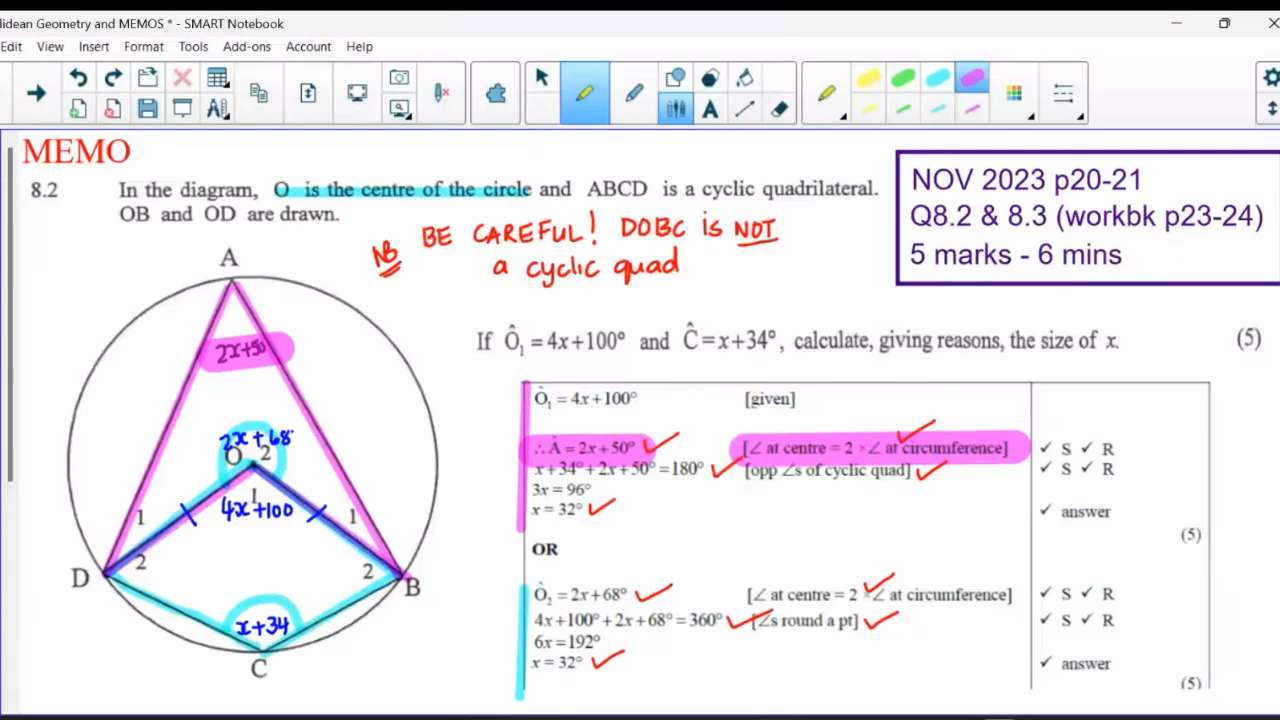 lidean Geometry and MEMOS * - SMART Notebook
Edit View Insert Format Tools Add-ons Account Help
MEMO
8.2 In the diagram, O is the centre of the circle and ABCD is a cyclic quadrilateral.
OB and OD are drawn.
NOV 2023 p20-21
Q8.2 & 8.3 (workbk p23-24)
5 marks - 6 mins
NB BE CAREFUL! DOBC is NOT
a cyclic quad
A
2x+50
2x+68
O 2
1
4x+100
1 1
2 2
D B
x+34
C
If Ô₁ = 4x+100° and Ĉ = x+34°, calculate, giving reasons, the size of x. (5)
Ô₁ = 4x+100° [given]
∴ Â = 2x+50° [∠ at centre = 2 ×∠ at circumference] ✓ S ✓ R
x+34°+2x+50°=180° [opp ∠s of cyclic quad] ✓ S ✓ R
3x = 96°
x = 32° ✓ answer
(5)
OR
Ô₂ = 2x+68° [∠ at centre = 2 ×∠ at circumference] ✓ S ✓ R
4x+100°+2x+68°=360° [∠s round a pt] ✓ S ✓ R
6x=192°
x = 32° ✓ answer
(5)